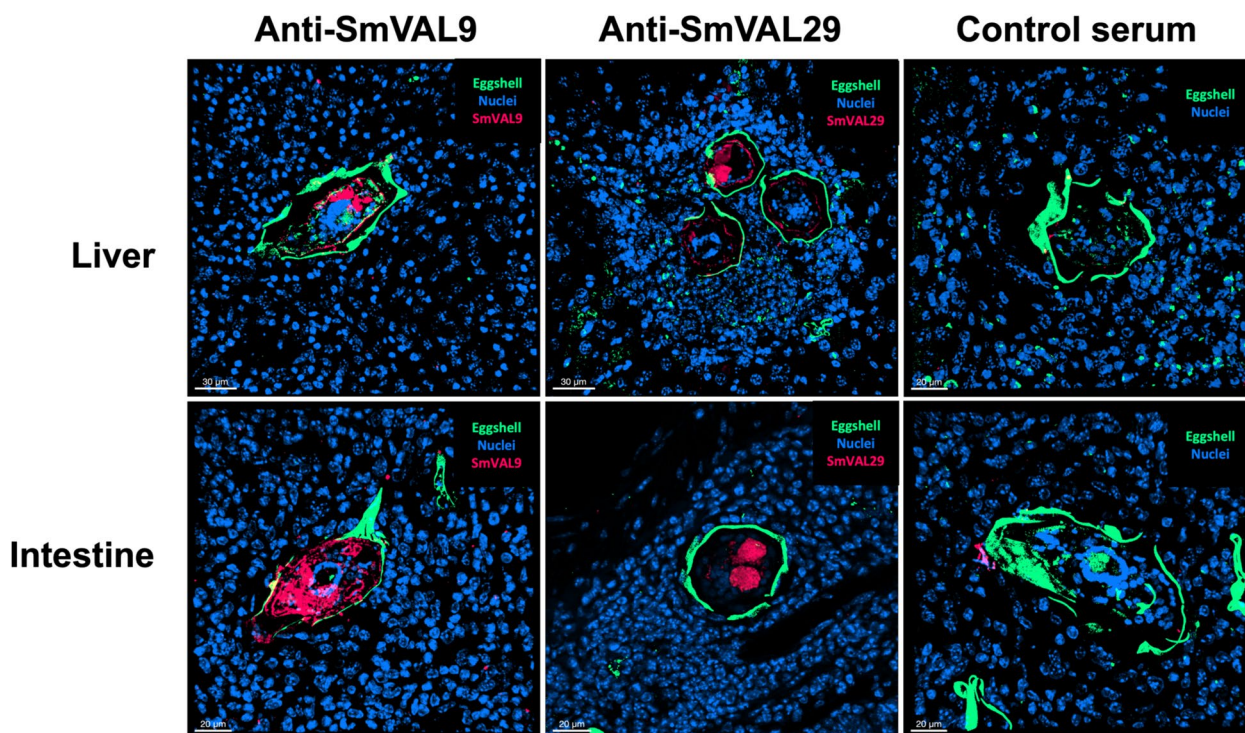 Anti-SmVAL9
Anti-SmVAL29
Control serum
Liver
Eggshell
Nuclei
SmVAL9
30 µm
Eggshell
Nuclei
SmVAL29
30 µm
Eggshell
Nuclei
20 µm
Intestine
Eggshell
Nuclei
SmVAL9
20 µm
Eggshell
Nuclei
SmVAL29
20 µm
Eggshell
Nuclei
20 µm